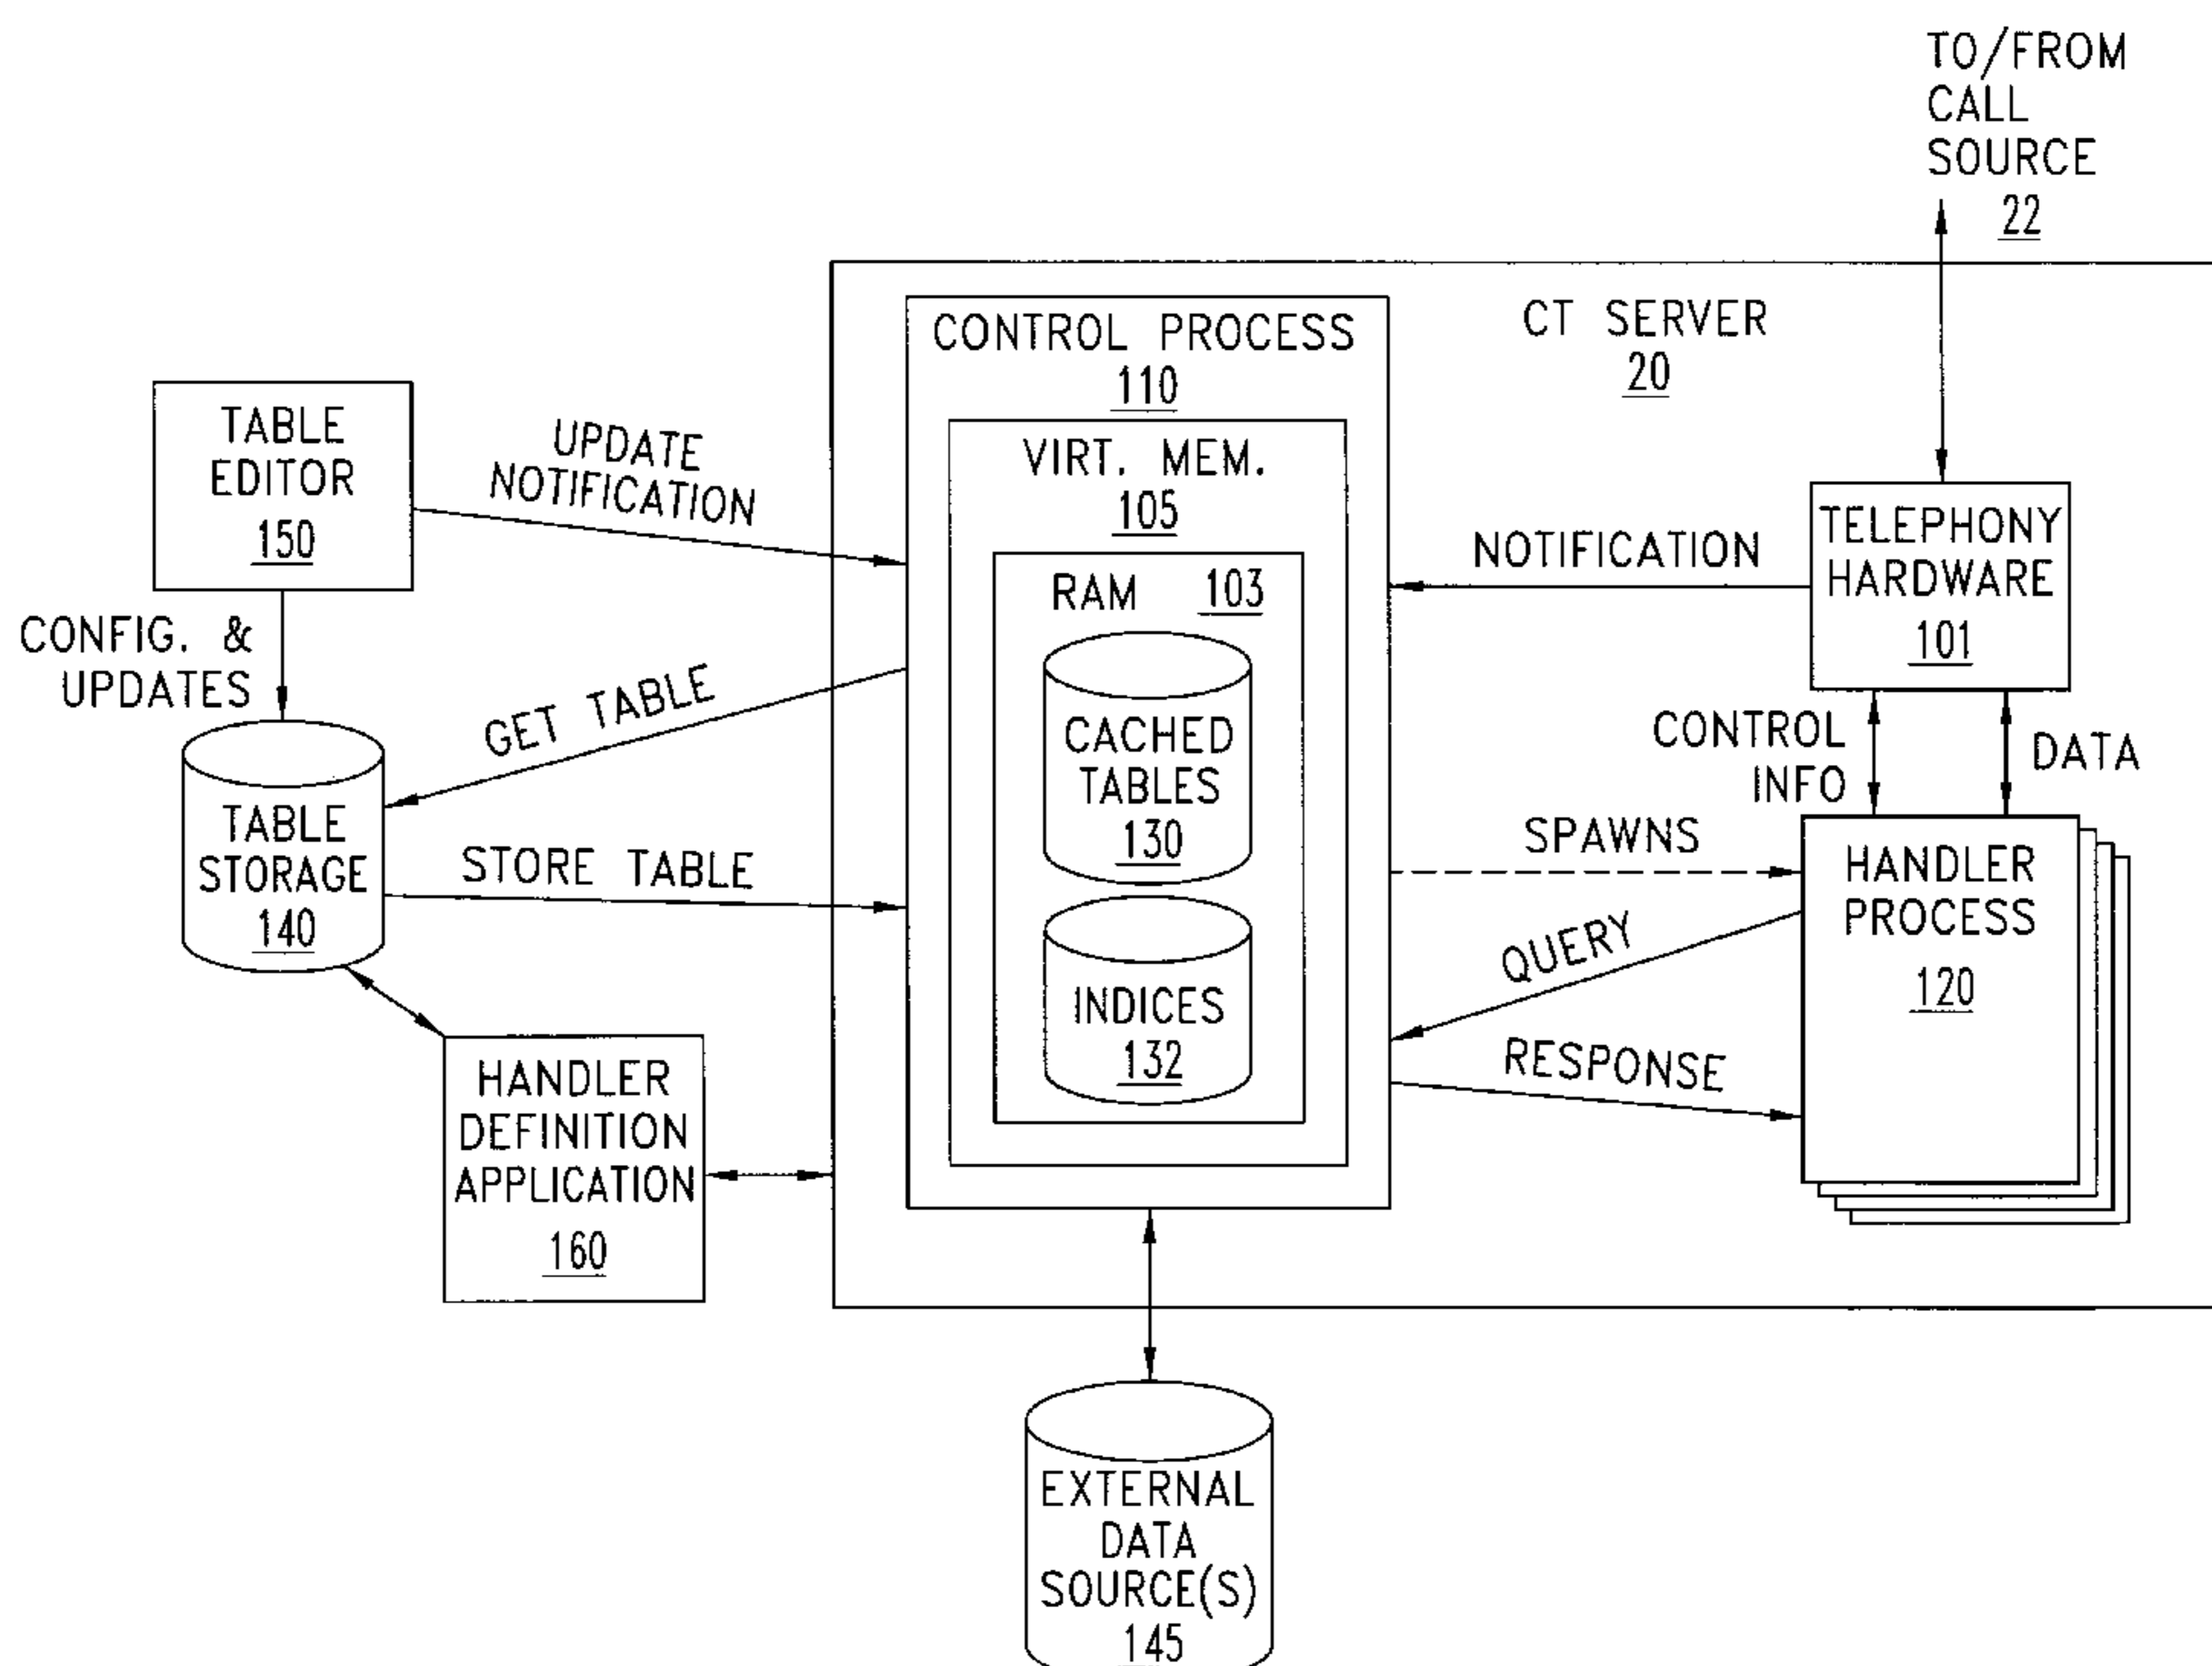 TO/FROM
CALL
SOURCE
22
CT SERVER
20
CONTROL PROCESS
110
VIRT. MEM.
105
RAM 103
CACHED
TABLES
130
INDICES
132
TABLE
EDITOR
150
UPDATE
NOTIFICATION
CONFIG. &
UPDATES
GET TABLE
TABLE
STORAGE
140
STORE TABLE
HANDLER
DEFINITION
APPLICATION
160
NOTIFICATION
TELEPHONY
HARDWARE
101
CONTROL
INFO
DATA
SPAWNS
HANDLER
PROCESS
120
QUERY
RESPONSE
EXTERNAL
DATA
SOURCE(S)
145